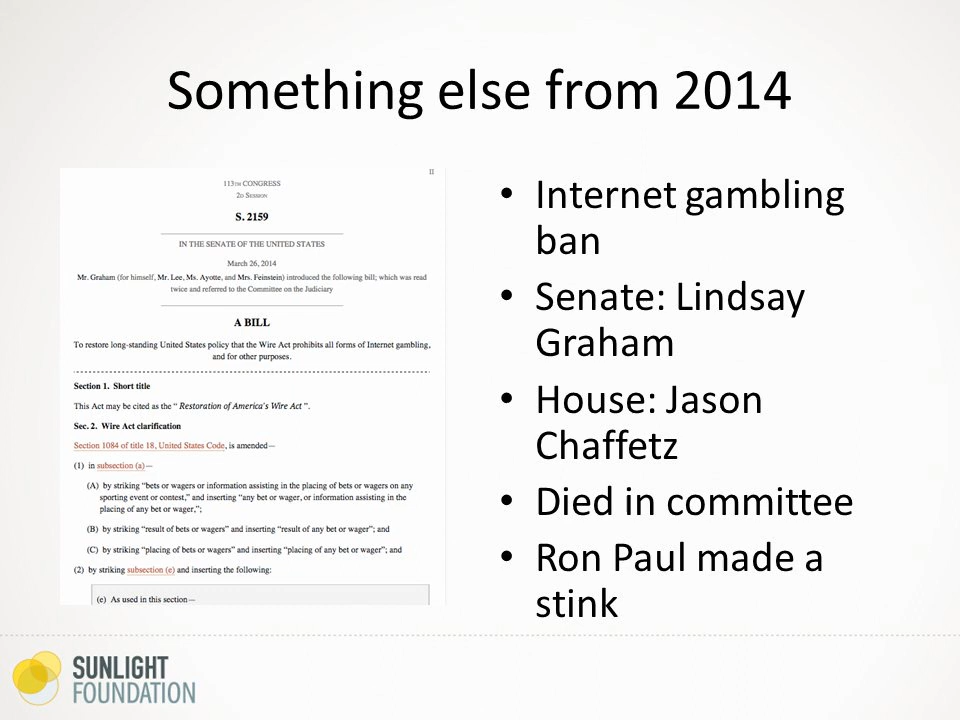 Something else from 2014
II
113TH CONGRESS
2D SESSION
S. 2159
IN THE SENATE OF THE UNITED STATES
March 26, 2014
Mr. Graham (for himself, Mr. Lee, Ms. Ayotte, and Mrs. Feinstein) introduced the following bill; which was read
twice and referred to the Committee on the Judiciary
A BILL
To restore long-standing United States policy that the Wire Act prohibits all forms of Internet gambling,
and for other purposes.
Section 1. Short title
This Act may be cited as the “ Restoration of America's Wire Act ”.
Sec. 2. Wire Act clarification
Section 1084 of title 18, United States Code, is amended—
(1) in subsection (a)—
(A) by striking “bets or wagers or information assisting in the placing of bets or wagers on any
sporting event or contest,” and inserting “any bet or wager, or information assisting in the
placing of any bet or wager,”;
(B) by striking “result of bets or wagers” and inserting “result of any bet or wager”; and
(C) by striking “placing of bets or wagers” and inserting “placing of any bet or wager”; and
(2) by striking subsection (e) and inserting the following:
(e) As used in this section—
• Internet gambling
ban
• Senate: Lindsay
Graham
• House: Jason
Chaffetz
• Died in committee
• Ron Paul made a
stink
SUNLIGHT
FOUNDATION